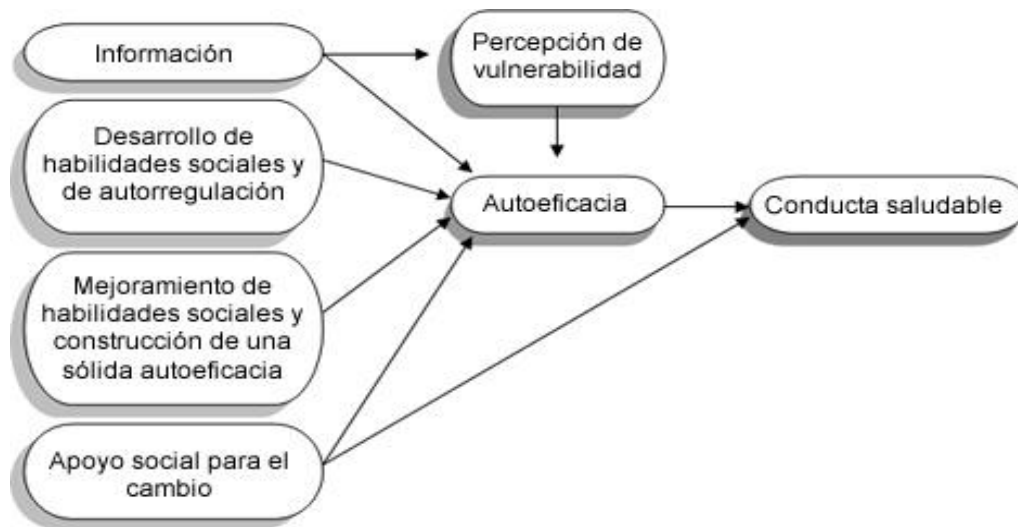 Información
Percepción de
vulnerabilidad
Desarrollo de
habilidades sociales y
de autorregulación
Autoeficacia
Conducta saludable
Mejoramiento de
habilidades sociales y
construcción de una
sólida autoeficacia
Apoyo social para el
cambio